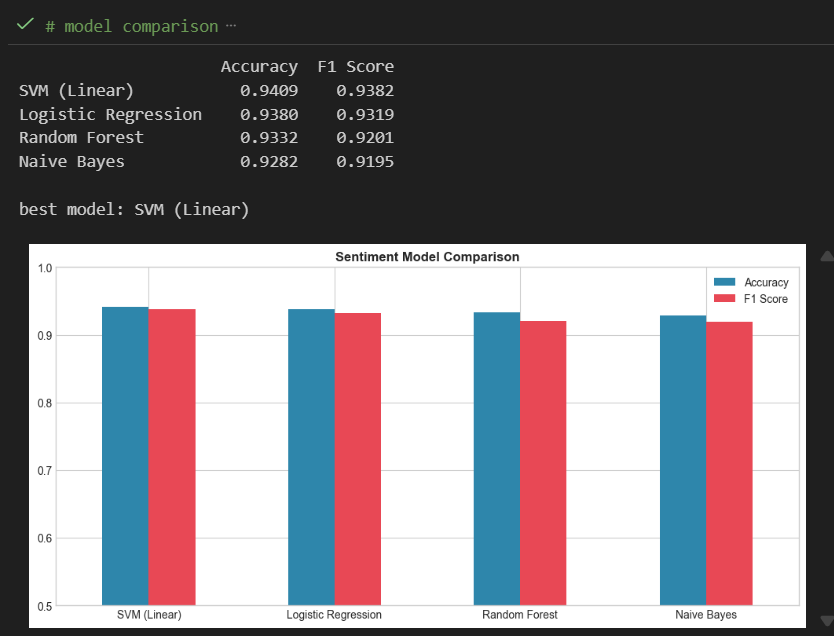 # model comparison ...
Accuracy F1 Score
SVM (Linear) 0.9409 0.9382
Logistic Regression 0.9380 0.9319
Random Forest 0.9332 0.9201
Naive Bayes 0.9282 0.9195
best model: SVM (Linear)
Sentiment Model Comparison
Accuracy
F1 Score
1.0
0.9
0.8
0.7
0.6
0.5
SVM (Linear) Logistic Regression Random Forest Naive Bayes